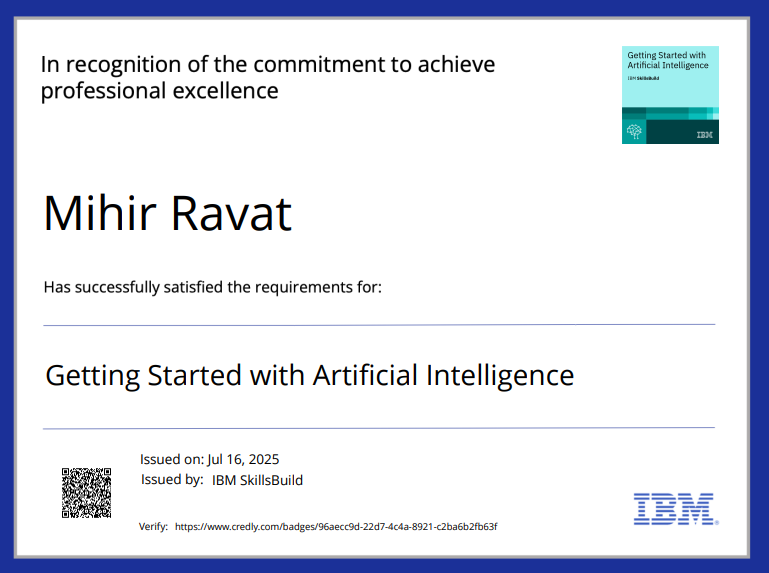 In recognition of the commitment to achieve
professional excellence
Getting Started with
Artificial Intelligence
IBM SkillsBuild
IBM
Mihir Ravat
Has successfully satisfied the requirements for:
Getting Started with Artificial Intelligence
Issued on: Jul 16, 2025
Issued by: IBM SkillsBuild
Verify: https://www.credly.com/badges/96aecc9d-22d7-4c4a-8921-c2ba6b2fb63f
IBM